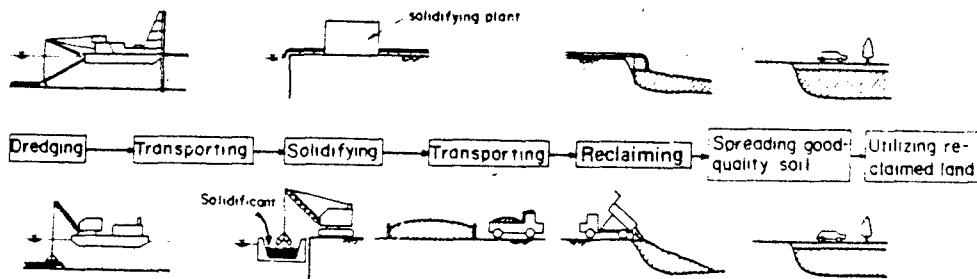 solidifying plant
Dredging
Transporting
Solidifying
Transporting
Reclaiming
Spreading good-
quality soil
Utilizing re-
claimed land
Solidificant